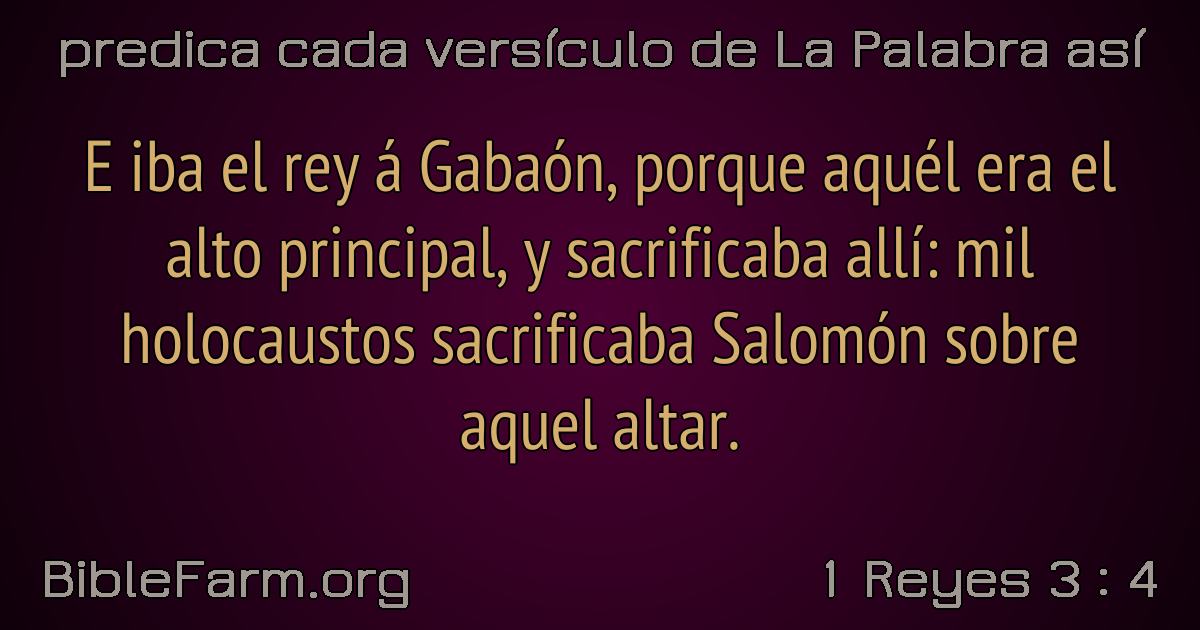 predica cada versículo de La Palabra así
E iba el rey á Gabaón, porque aquél era el
alto principal, y sacrificaba allí: mil
holocaustos sacrificaba Salomón sobre
aquel altar.
BibleFarm.org
1 Reyes 3 : 4